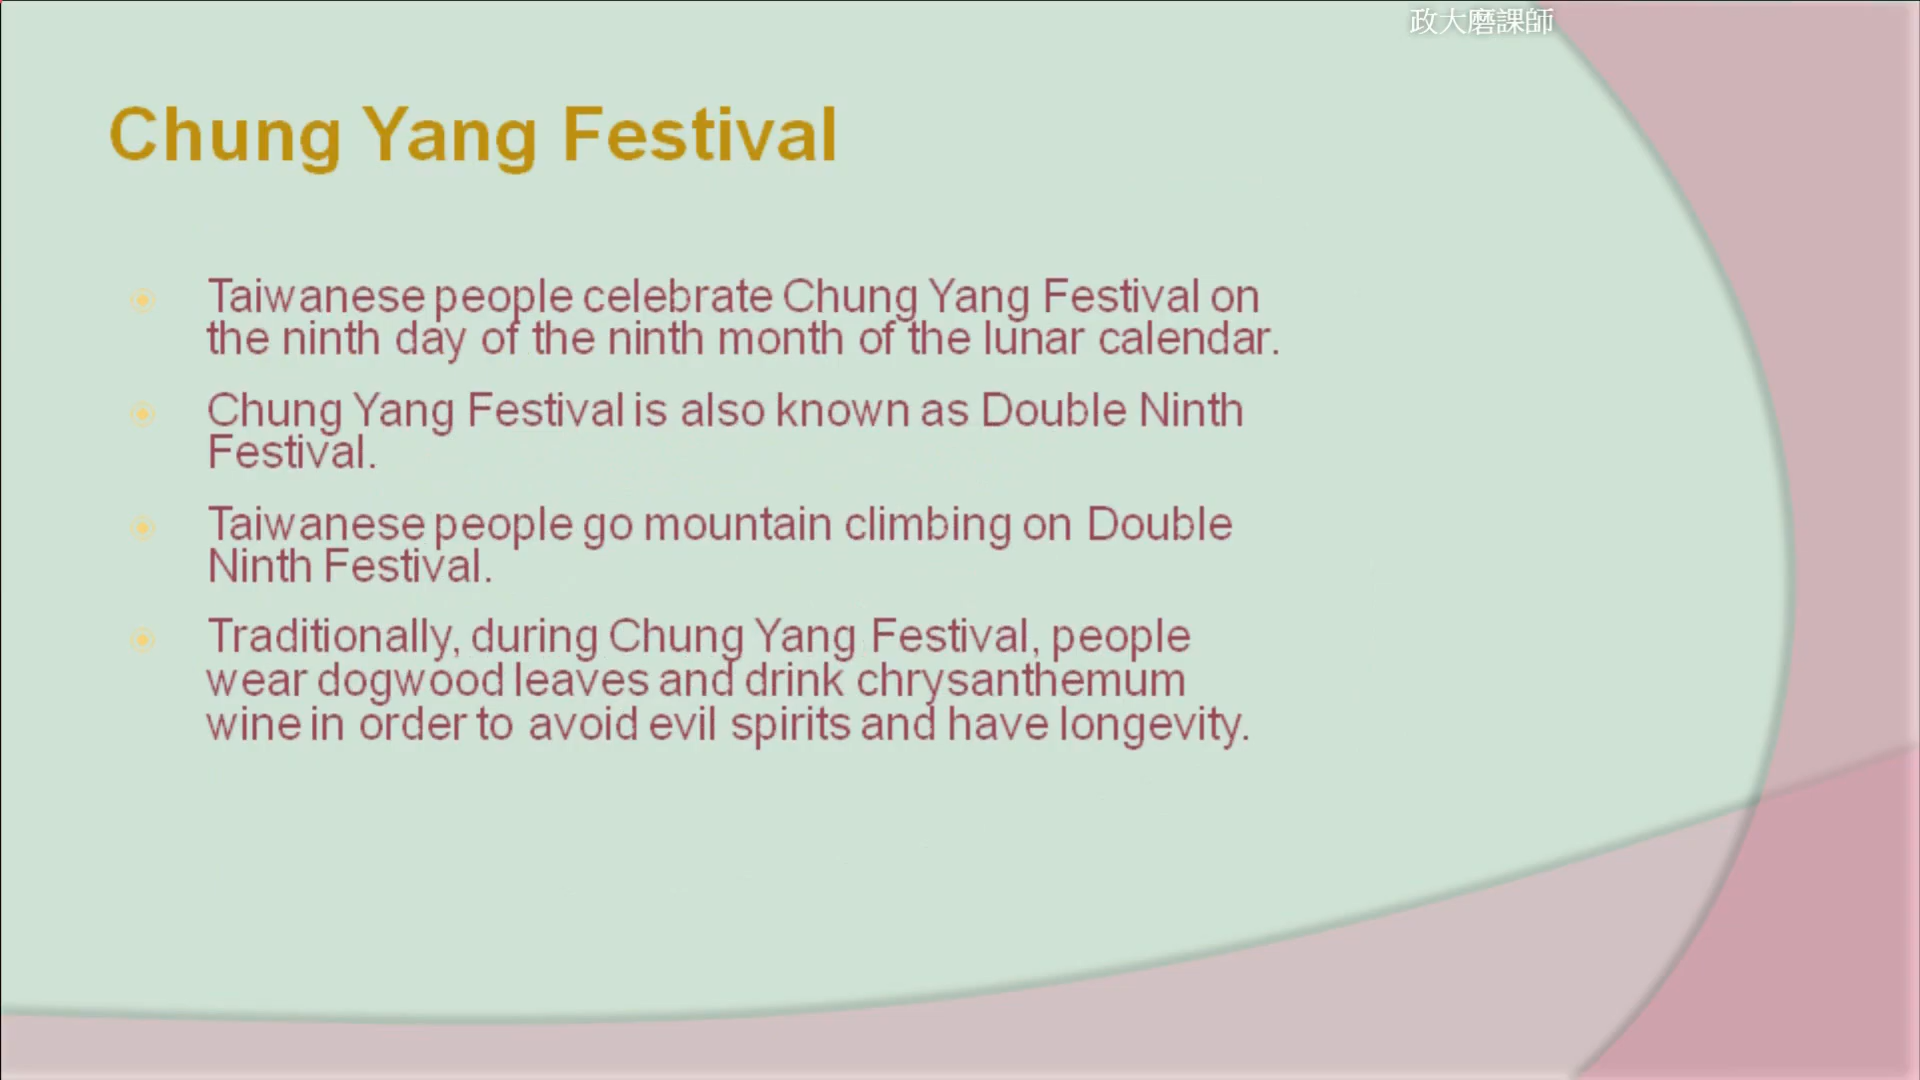 政大磨課師
Chung Yang Festival
Taiwanese people celebrate Chung Yang Festival on
the ninth day of the ninth month of the lunar calendar.
Chung Yang Festival is also known as Double Ninth
Festival.
Taiwanese people go mountain climbing on Double
Ninth Festival.
Traditionally, during Chung Yang Festival, people
wear dogwood leaves and drink chrysanthemum
wine in order to avoid evil spirits and have longevity.